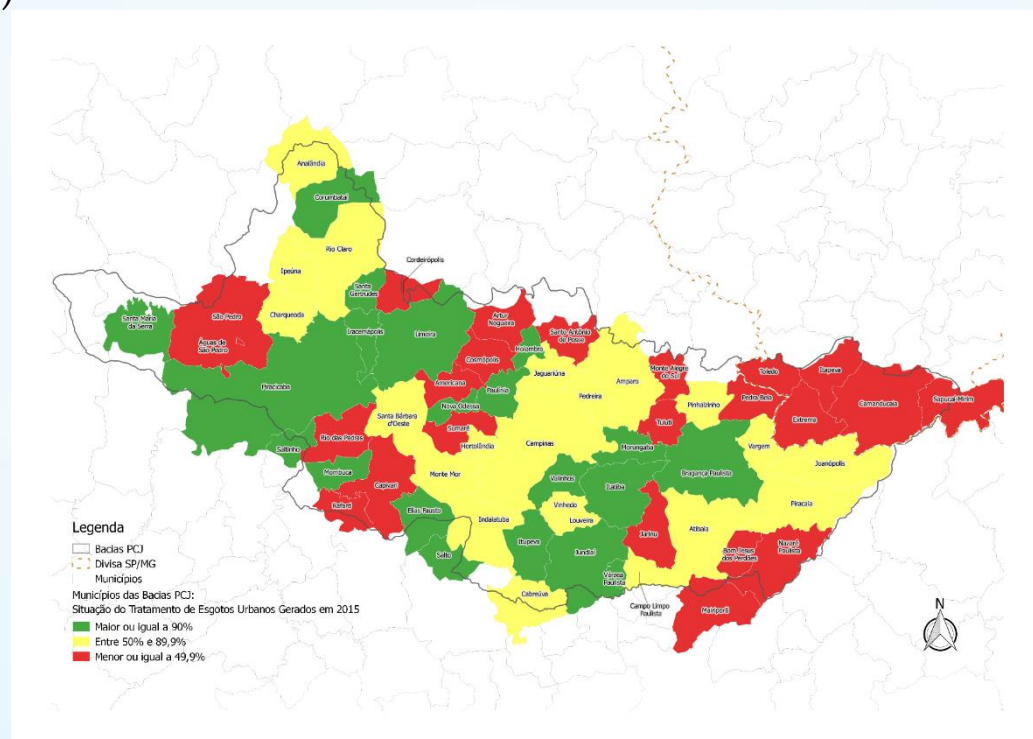 )
Analândia
Corumbataí
Rio Claro
Cordeirópolis
Ipeúna
Santa
Gertrudes
Charqueada
Santa Maria
da Serra
São Pedro
Águas de
São Pedro
Iracemápolis
Limeira
Artur
Nogueira
Santo Antônio
de Posse
Holambra
Cosmópolis
Jaguariúna
Amparo
Monte Alegre
do Sul
Toledo
Itapeva
Piracicaba
Americana
Paulínia
Pedreira
Pinhalzinho
Pedra Bela
Camanducaia
Sapucaí-Mirim
Nova Odessa
Santa Bárbara
d'Oeste
Sumaré
Tuiuti
Extrema
Rio das Pedras
Hortolândia
Campinas
Morungaba
Vargem
Saltinho
Joanópolis
Mombuca
Capivari
Monte Mor
Valinhos
Itatiba
Bragança Paulista
Rafard
Elias Fausto
Vinhedo
Piracaia
Indaiatuba
Louveira
Atibaia
Itupeva
Jarinu
Salto
Jundiaí
Bom Jesus
dos Perdões
Nazaré
Paulista
Várzea
Paulista
Cabreúva
Campo Limpo
Paulista
Mairiporã
N
Legenda
Bacias PCJ
Divisa SP/MG
Municípios
Municípios das Bacias PCJ:
Situação do Tratamento de Esgotos Urbanos Gerados em 2015
Maior ou igual a 90%
Entre 50% e 89,9%
Menor ou igual a 49,9%